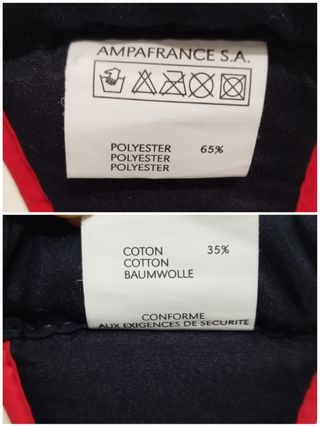 AMPAFRANCE S.A.
POLYESTER 65%
POLYESTER
POLYESTER
COTON 35%
COTTON
BAUMWOLLE
CONFORME
AUX EXIGENCES DE SECURITE